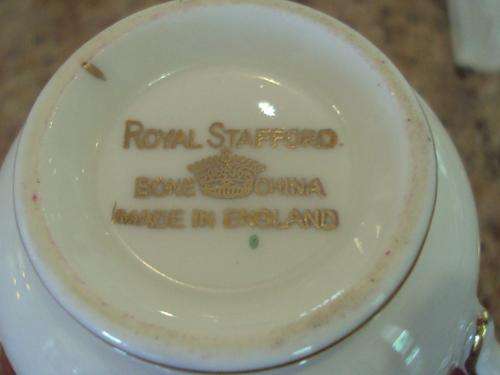 ROYAL STAFFORD
BONE CHINA
MADE IN ENGLAND